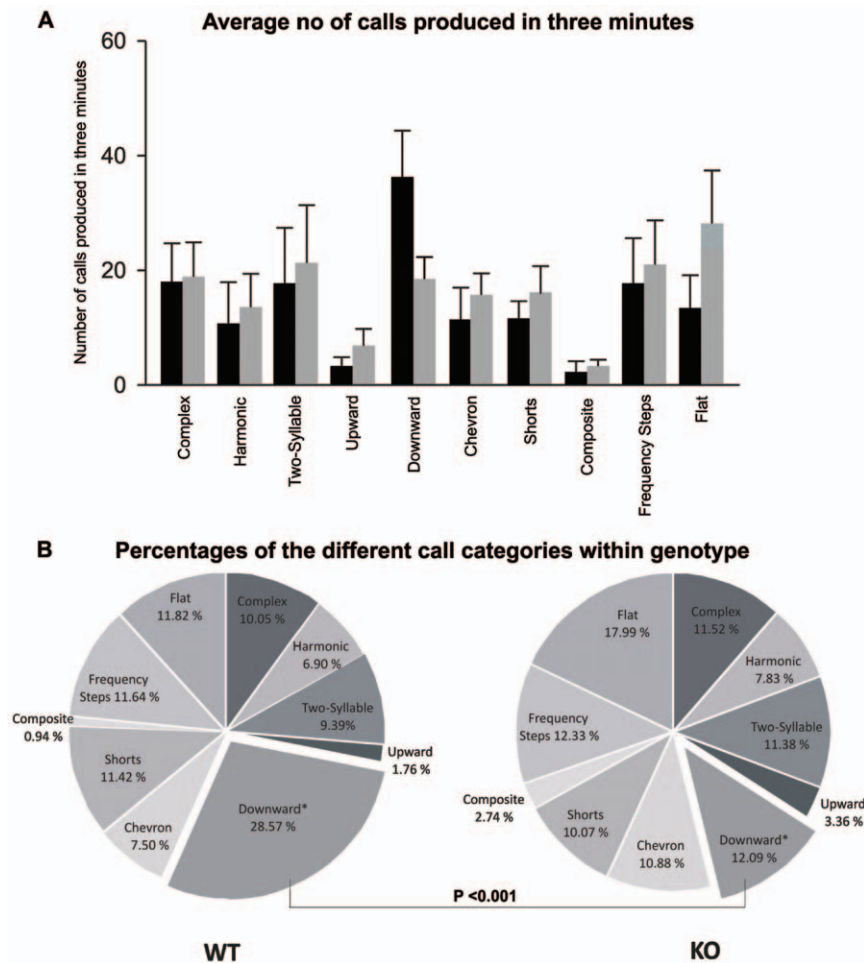 A Average no of calls produced in three minutes
Number of calls produced in three minutes
60
40
20
0
Complex
Harmonic
Two-Syllable
Upward
Downward
Chevron
Shorts
Composite
Frequency Steps
Flat
B Percentages of the different call categories within genotype
Complex
10.05 %
Harmonic
6.90 %
Two-Syllable
9.39%
Upward
1.76 %
Downward*
28.57 %
Chevron
7.50 %
Shorts
11.42 %
Composite
0.94 %
Frequency
Steps 11.64 %
Flat
11.82 %
WT
Complex
11.52 %
Harmonic
7.83 %
Two-Syllable
11.38 %
Upward
3.36 %
Downward*
12.09 %
Chevron
10.88 %
Shorts
10.07 %
Composite
2.74 %
Frequency
Steps 12.33 %
Flat
17.99 %
P <0.001
KO